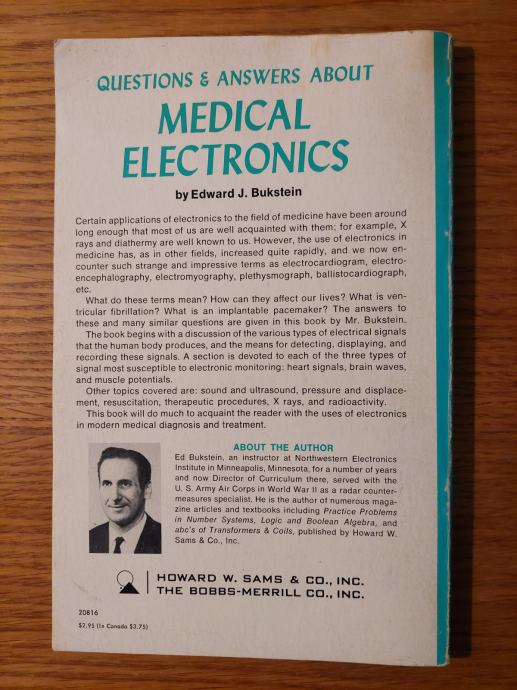 QUESTIONS & ANSWERS ABOUT
MEDICAL
ELECTRONICS
by Edward J. Bukstein
Certain applications of electronics to the field of medicine have been around
long enough that most of us are well acquainted with them; for example, X
rays and diathermy are well known to us. However, the use of electronics in
medicine has, as in other fields, increased quite rapidly, and we now en-
counter such strange and impressive terms as electrocardiogram, electro-
encephalography, electromyography, plethysmograph, ballistocardiograph,
etc.
What do these terms mean? How can they affect our lives? What is ven-
tricular fibrillation? What is an implantable pacemaker? The answers to
these and many similar questions are given in this book by Mr. Bukstein.
The book begins with a discussion of the various types of electrical signals
that the human body produces, and the means for detecting, displaying, and
recording these signals. A section is devoted to each of the three types of
signal most susceptible to electronic monitoring: heart signals, brain waves,
and muscle potentials.
Other topics covered are: sound and ultrasound, pressure and displace-
ment, resuscitation, therapeutic procedures, X rays, and radioactivity.
This book will do much to acquaint the reader with the uses of electronics
in modern medical diagnosis and treatment.
ABOUT THE AUTHOR
Ed Bukstein, an instructor at Northwestern Electronics
Institute in Minneapolis, Minnesota, for a number of years
and now Director of Curriculum there, served with the
U. S. Army Air Corps in World War II as a radar counter-
measures specialist. He is the author of numerous maga-
zine articles and textbooks including Practice Problems
in Number Systems, Logic and Boolean Algebra, and
abc's of Transformers & Coils, published by Howard W.
Sams & Co., Inc.
HOWARD W. SAMS & CO., INC.
THE BOBBS-MERRILL CO., INC.
20816
$2.95 (In Canada $3.75)